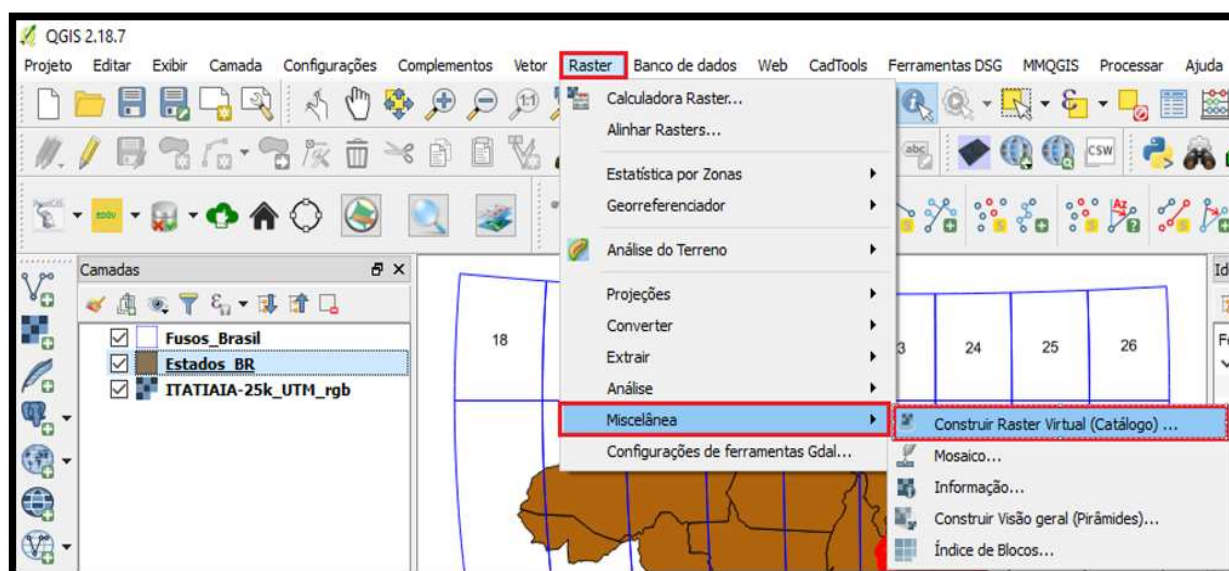 QGIS 2.18.7
Projeto Editar Exibir Camada Configurações Complementos Vetor Raster Banco de dados Web CadTools Ferramentas DSG MMQGIS Processar Ajuda
Calculadora Raster...
Alinhar Rasters...
abc
CSW
Estatística por Zonas
Georreferenciador
EDGV
Análise do Terreno
Camadas
Projeções
Converter
Extrair
Análise
Miscelânea
Configurações de ferramentas Gdal...
Fusos_Brasil
Estados_BR
ITATIAIA-25k_UTM_rgb
18
3 24 25 26
Construir Raster Virtual (Catálogo) ...
Mosaico...
Informação...
Construir Visão geral (Pirâmides)...
Índice de Blocos...